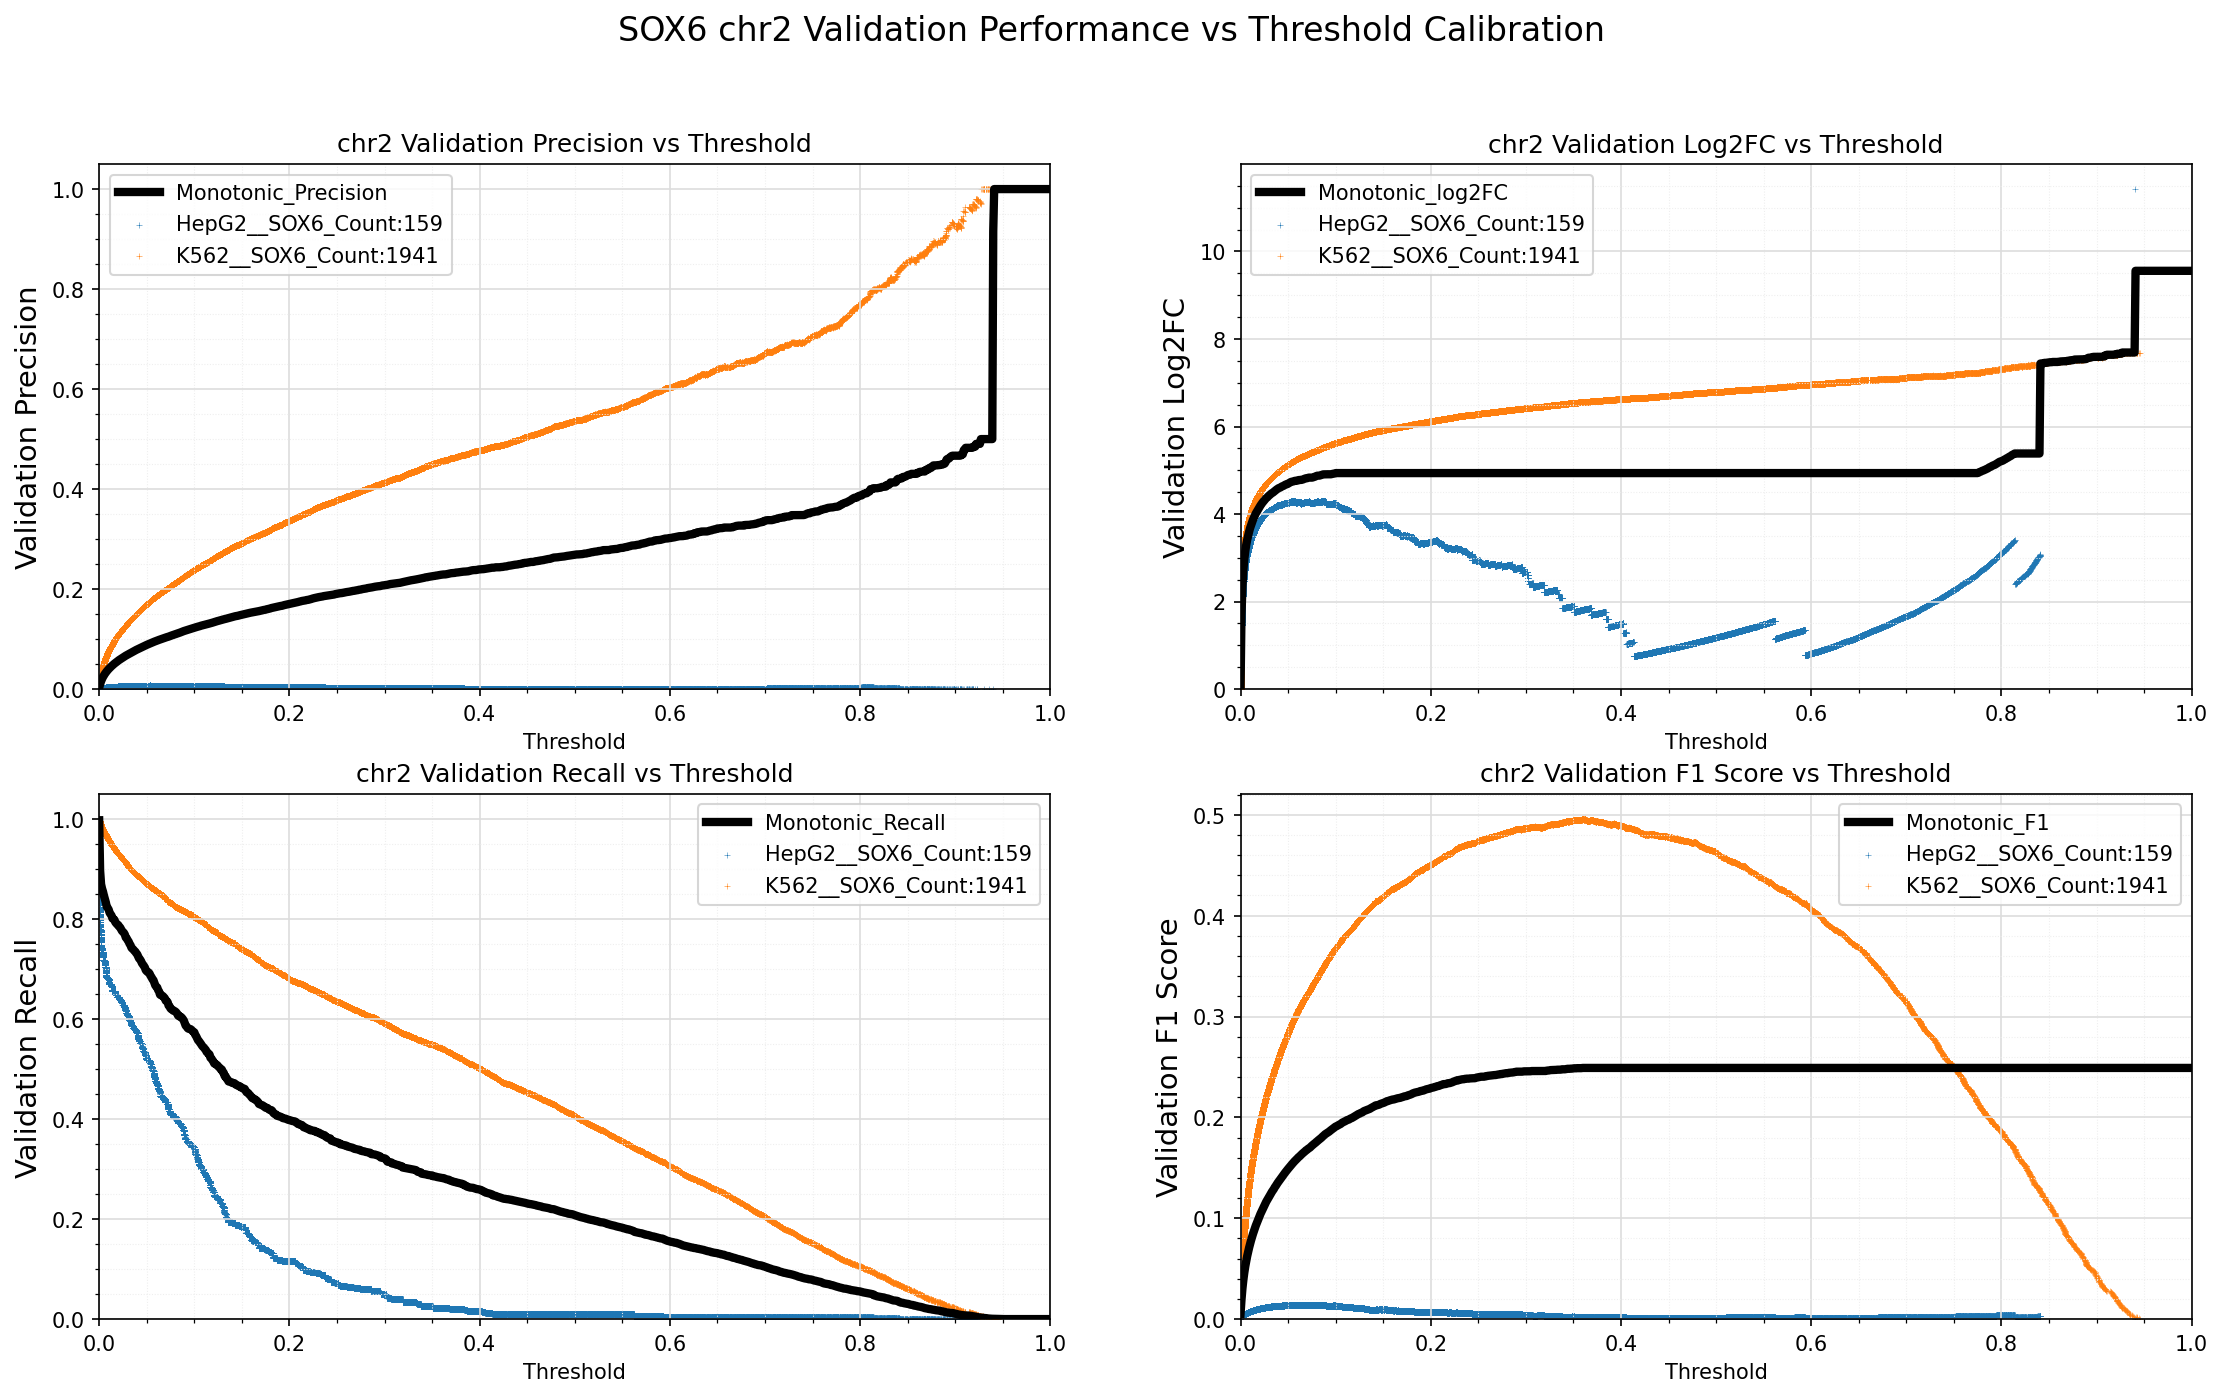 SOX6 chr2 Validation Performance vs Threshold Calibration
chr2 Validation Precision vs Threshold
Validation Precision
1.0
0.8
0.6
0.4
0.2
0.0
Monotonic_Precision
HepG2__SOX6_Count:159
K562__SOX6_Count:1941
0.0 0.2 0.4 0.6 0.8 1.0
Threshold
chr2 Validation Log2FC vs Threshold
Validation Log2FC
10
8
6
4
2
0
Monotonic_log2FC
HepG2__SOX6_Count:159
K562__SOX6_Count:1941
0.0 0.2 0.4 0.6 0.8 1.0
Threshold
chr2 Validation Recall vs Threshold
Validation Recall
1.0
0.8
0.6
0.4
0.2
0.0
Monotonic_Recall
HepG2__SOX6_Count:159
K562__SOX6_Count:1941
0.0 0.2 0.4 0.6 0.8 1.0
Threshold
chr2 Validation F1 Score vs Threshold
Validation F1 Score
0.5
0.4
0.3
0.2
0.1
0.0
Monotonic_F1
HepG2__SOX6_Count:159
K562__SOX6_Count:1941
0.0 0.2 0.4 0.6 0.8 1.0
Threshold